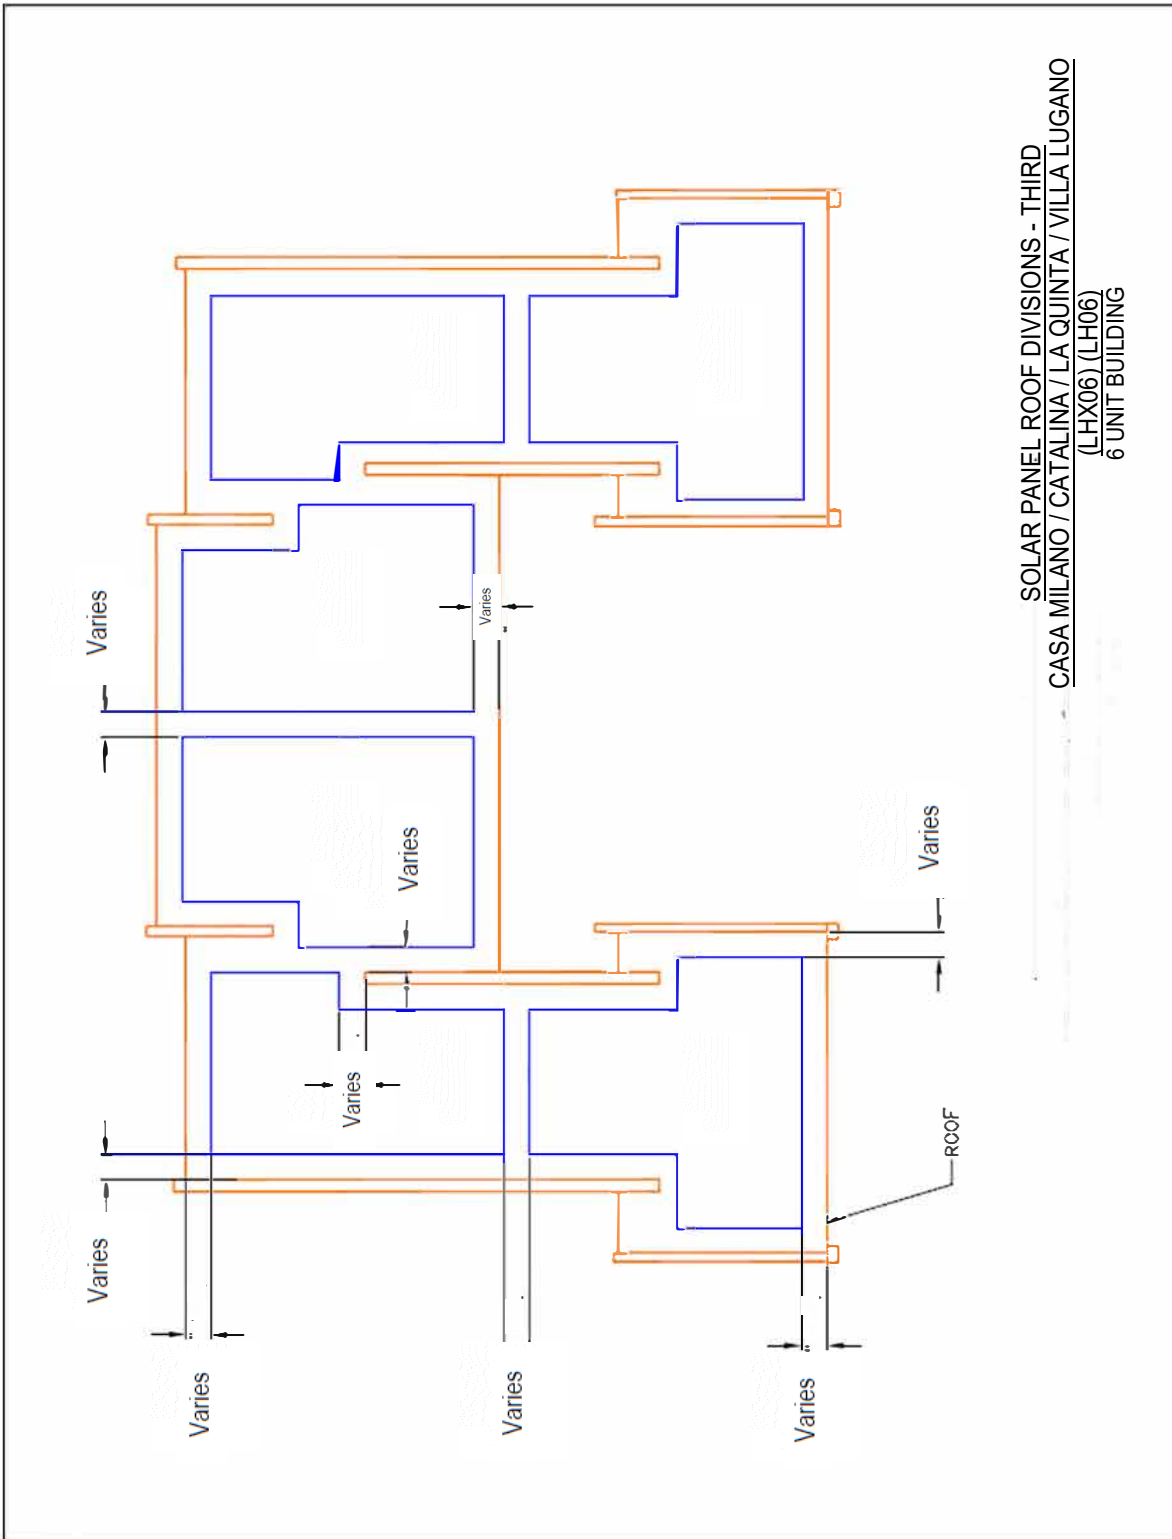 Varies
Varies
Varies
Varies
Varies
Varies
Varies
Varies
Varies
ROOF
SOLAR PANEL ROOF DIVISIONS - THIRD
CASA MILANO / CATALINA / LA QUINTA / VILLA LUGANO
(LHX06) (LH06)
6 UNIT BUILDING